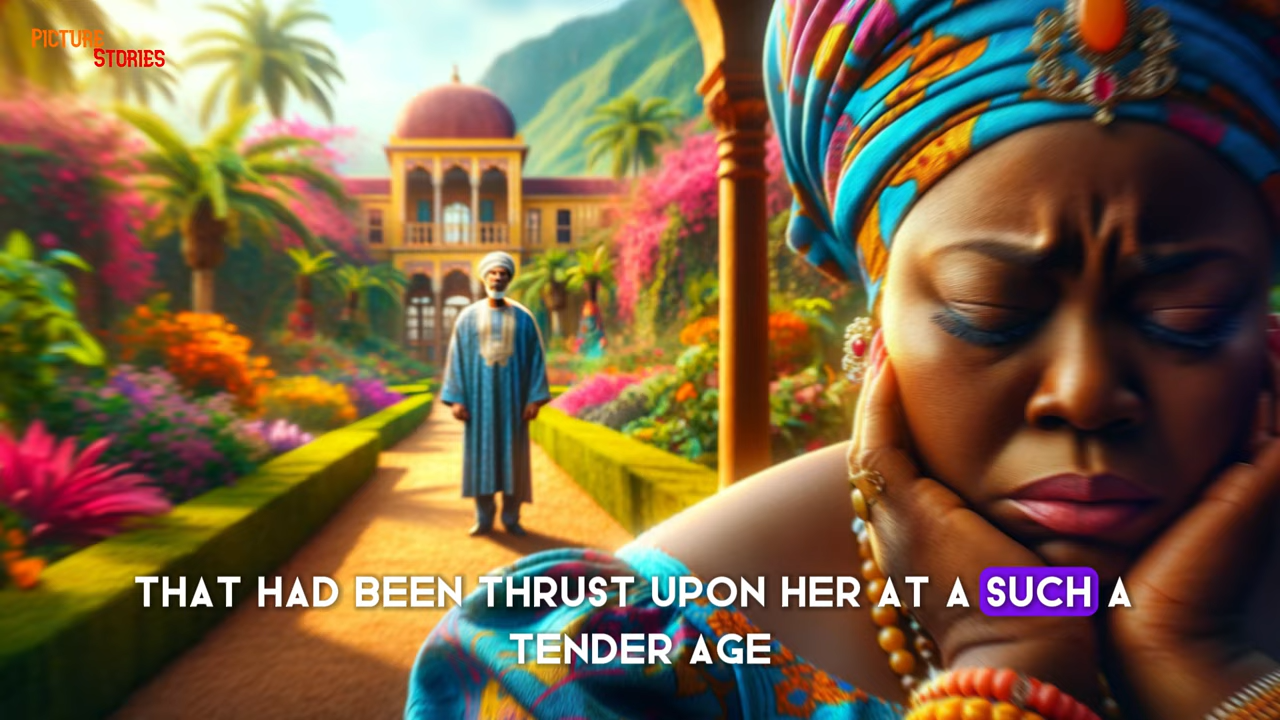 PICTURE
STORIES
THAT HAD BEEN THRUST UPON HER AT A SUCH A
TENDER AGE